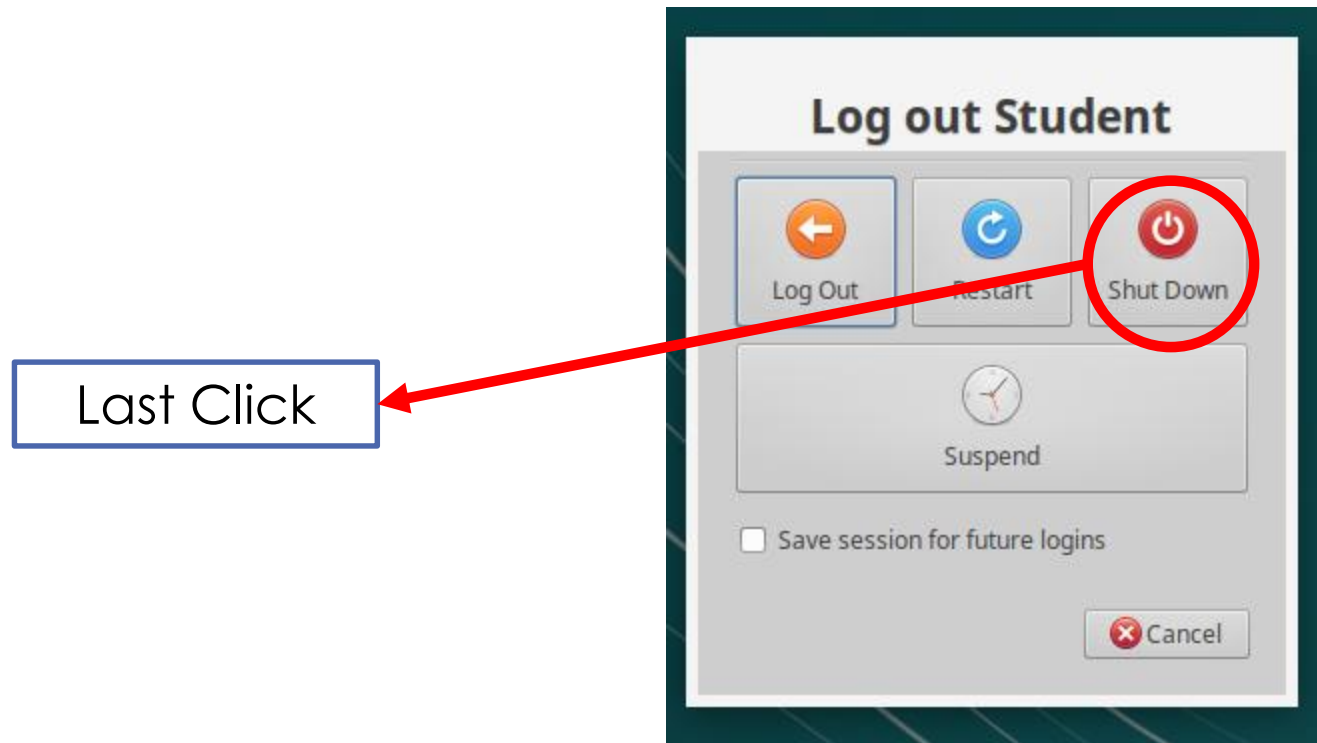 Log out Student
Log Out
Restart
Shut Down
Last Click
Suspend
Save session for future logins
Cancel